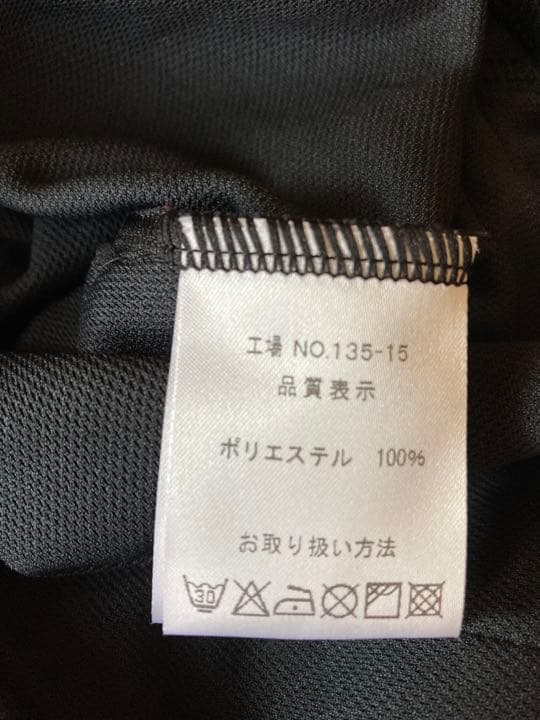 工場 NO.135-15
品質表示
ポリエステル 100%
お取り扱い方法
30